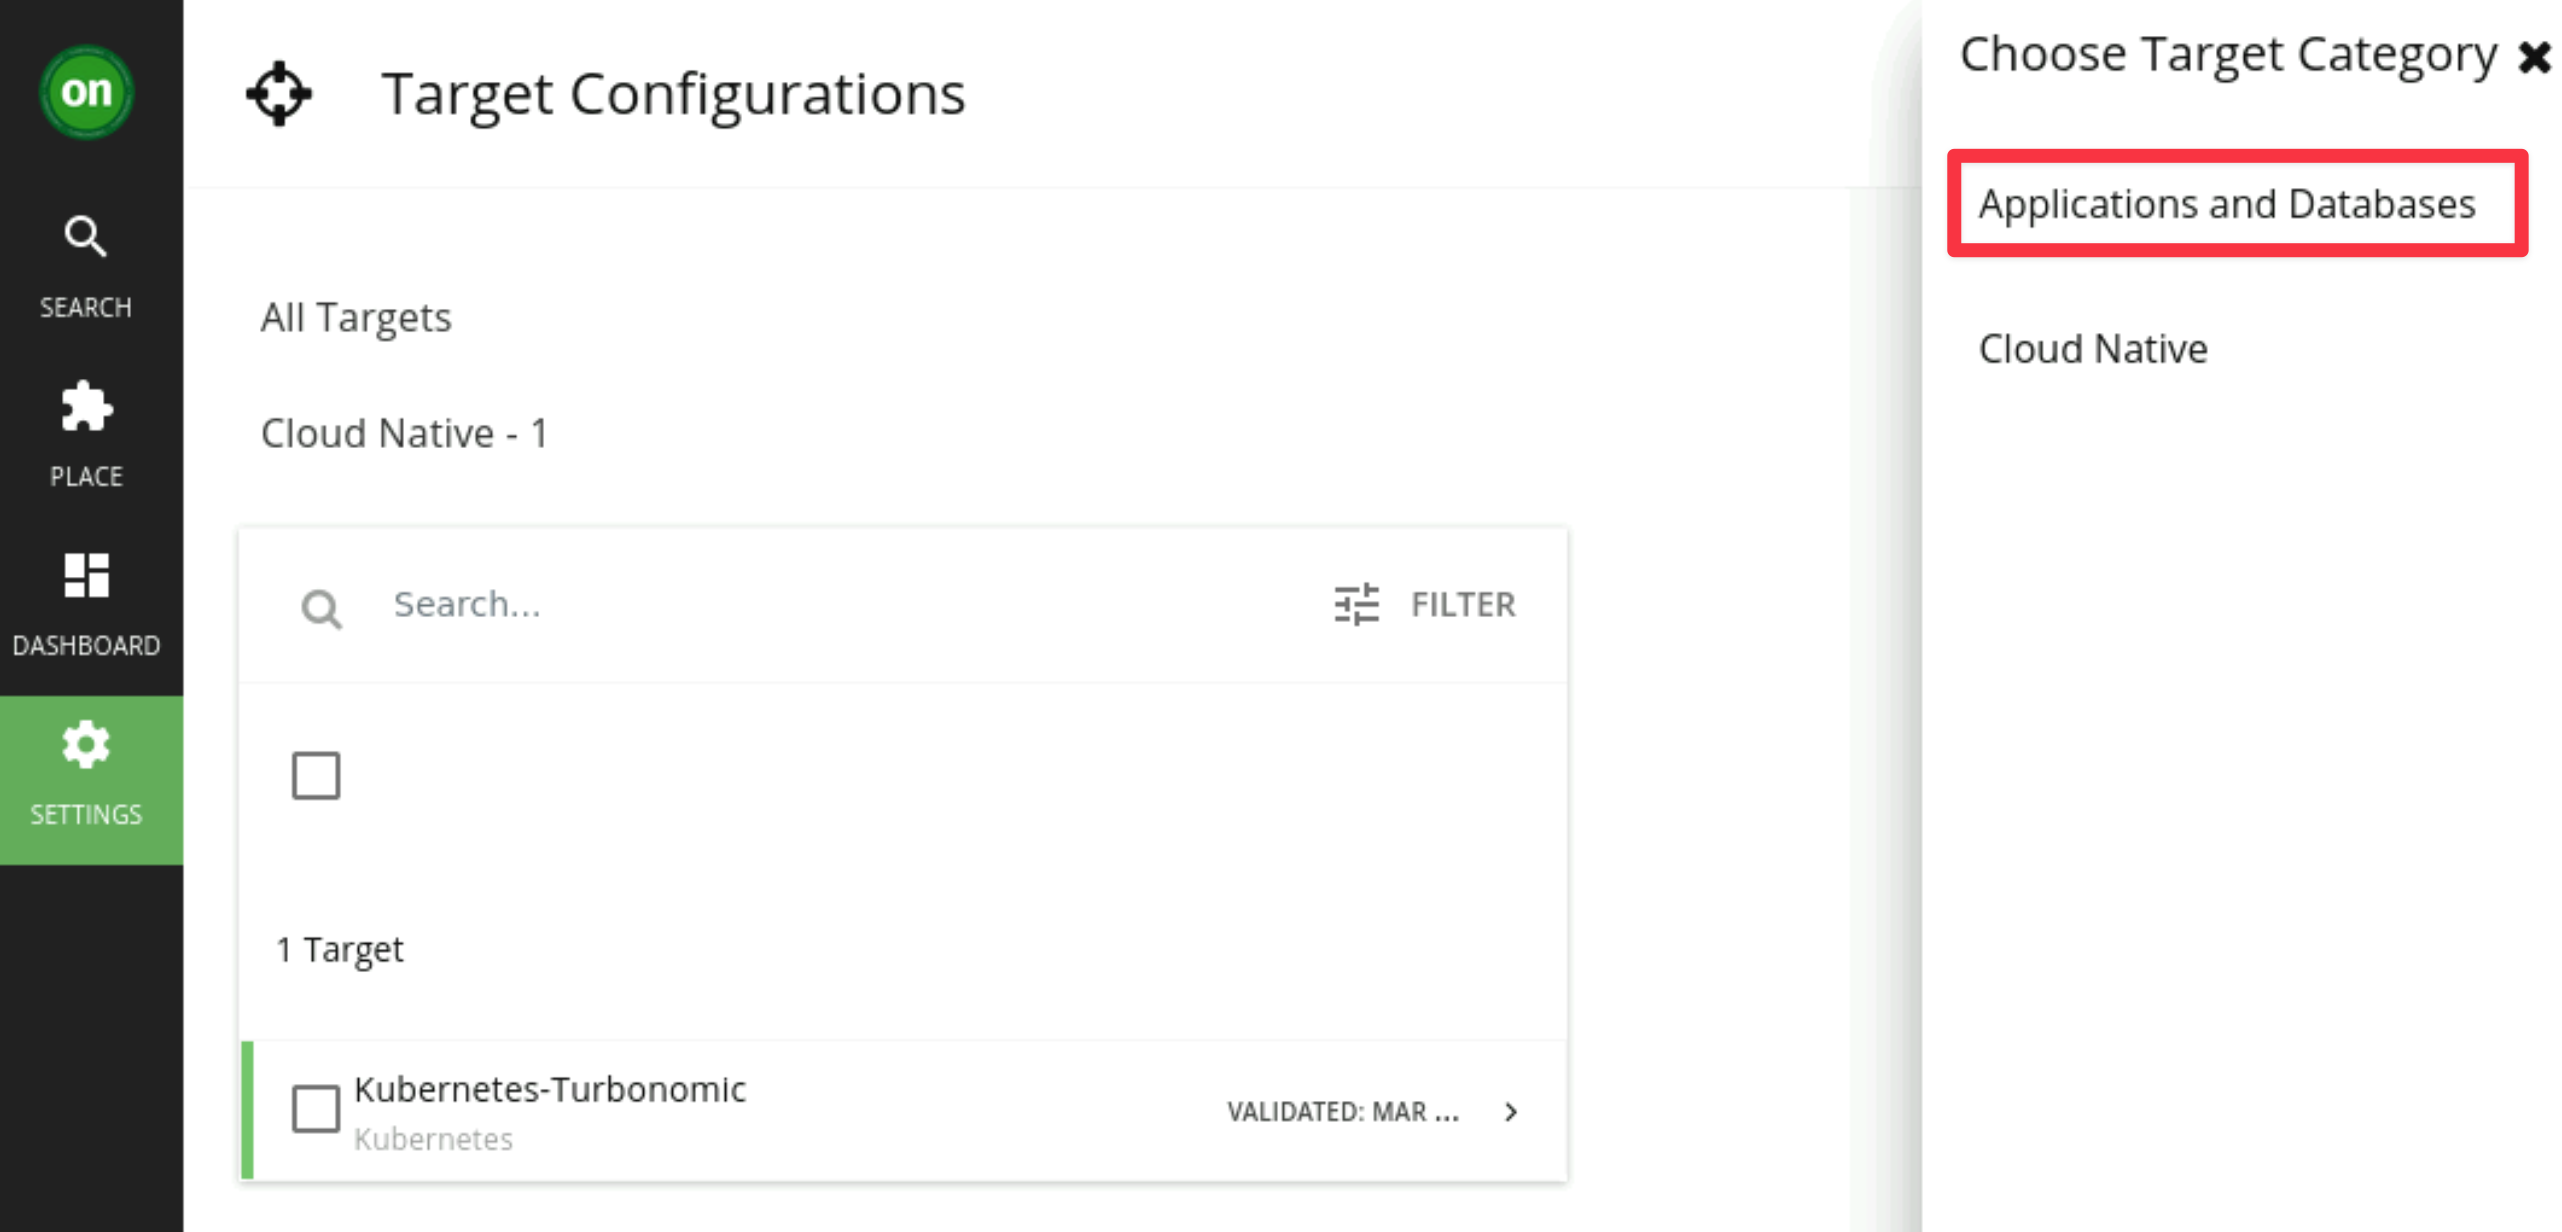 on
SEARCH
PLACE
DASHBOARD
SETTINGS
Target Configurations
All Targets
Cloud Native - 1
Search...
FILTER
1 Target
Kubernetes-Turbonomic
Kubernetes
VALIDATED: MAR ...
Choose Target Category
Applications and Databases
Cloud Native